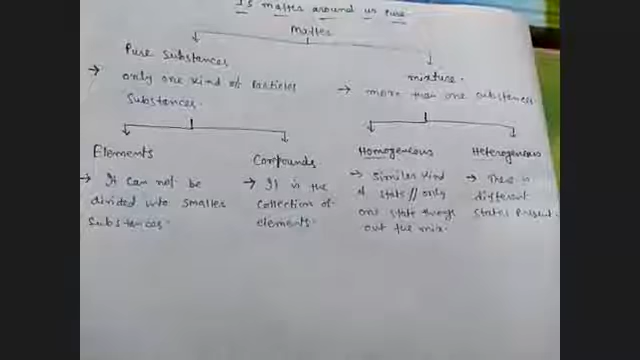 Is matter around us Pure
Matter
Pure Substances
→ only one kind of Particles
Substances.
mixture.
→ more than one substances.
Elements
→ It can not be
divided into smaller
Substances.
Compounds
→ It is the
collection of
elements.
Homogeneous
→ Similar kind
of state // only
one state through
out the mix.
Heterogeneous
→ There is
different
states Present.